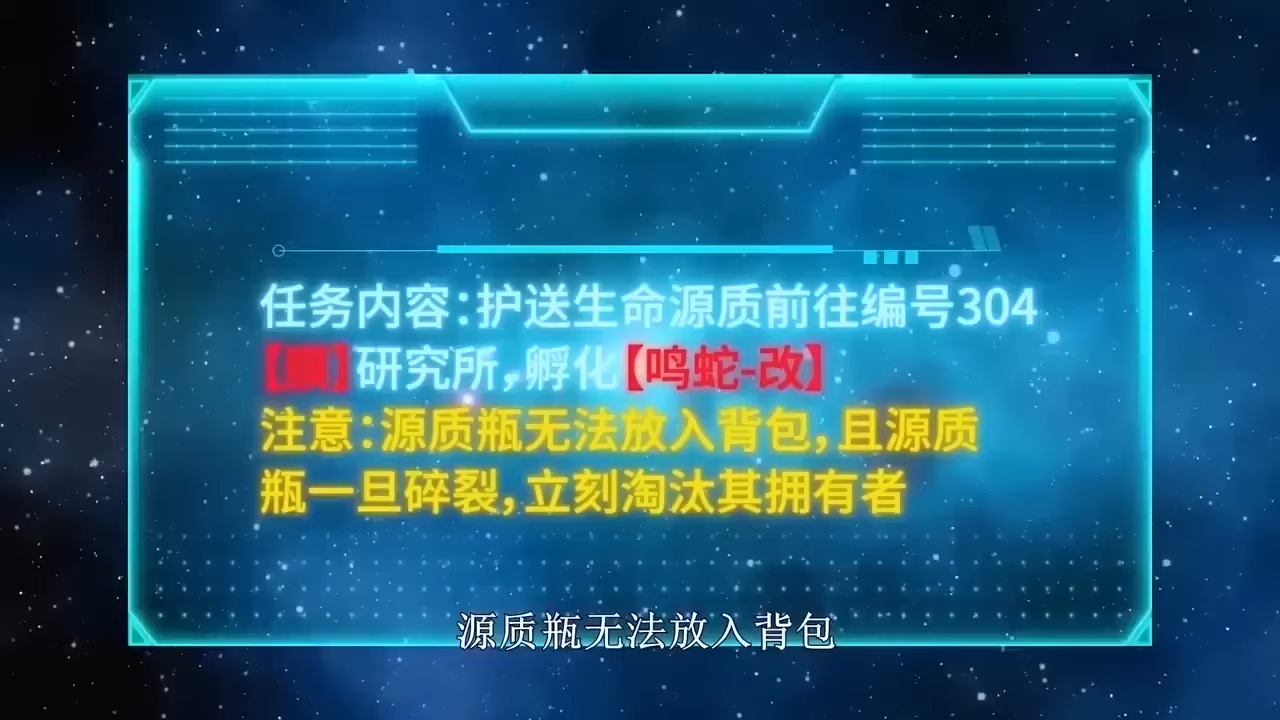 任务内容:护送生命源质前往编号304
【】研究所,孵化【鸣蛇-改】
注意:源质瓶无法放入背包,且源质
瓶一旦碎裂,立刻淘汰其拥有者
源质瓶无法放入背包